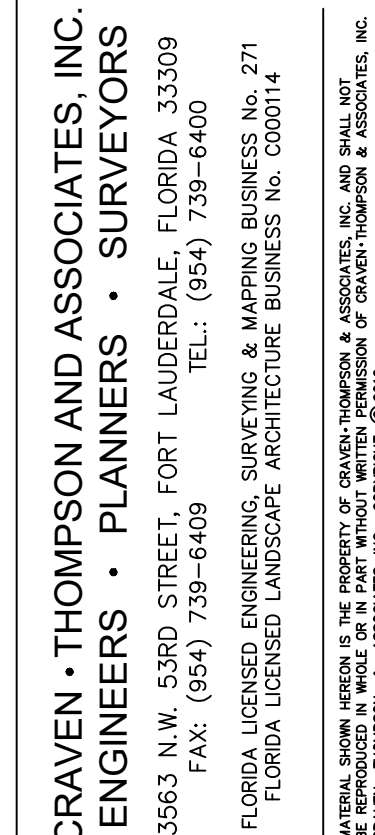 CRAVEN • THOMPSON AND ASSOCIATES, INC.
ENGINEERS • PLANNERS • SURVEYORS
3563 N.W. 53RD STREET, FORT LAUDERDALE, FLORIDA 33309
FAX: (954) 739-6409 TEL.: (954) 739-6400
FLORIDA LICENSED ENGINEERING, SURVEYING & MAPPING BUSINESS No. 271
FLORIDA LICENSED LANDSCAPE ARCHITECTURE BUSINESS No. C000114
MATERIAL SHOWN HEREON IS THE PROPERTY OF CRAVEN•THOMPSON & ASSOCIATES, INC. AND SHALL NOT
BE REPRODUCED IN WHOLE OR IN PART WITHOUT WRITTEN PERMISSION OF CRAVEN•THOMPSON & ASSOCIATES, INC.